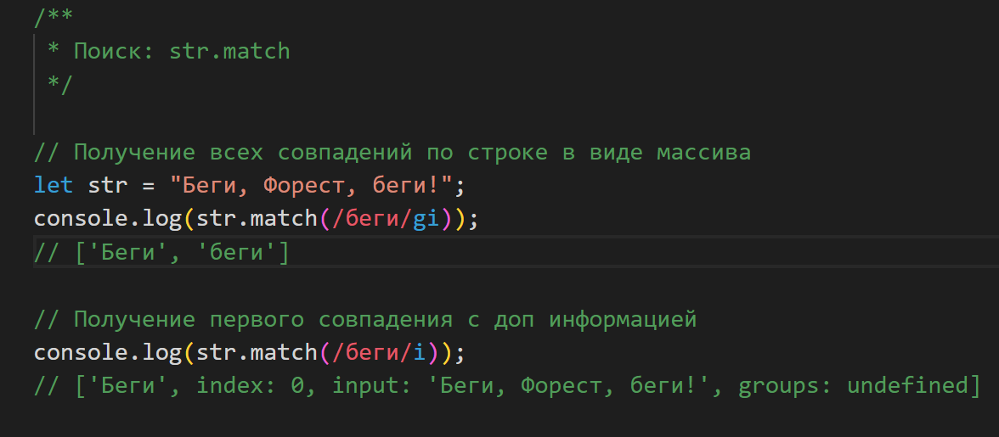 /**
* Поиск: str.match
*/
// Получение всех совпадений по строке в виде массива
let str = "Беги, Форест, беги!";
console.log(str.match(/беги/gi));
// ['Беги', 'беги']
// Получение первого совпадения с доп информацией
console.log(str.match(/беги/i));
// ['Беги', index: 0, input: 'Беги, Форест, беги!', groups: undefined]